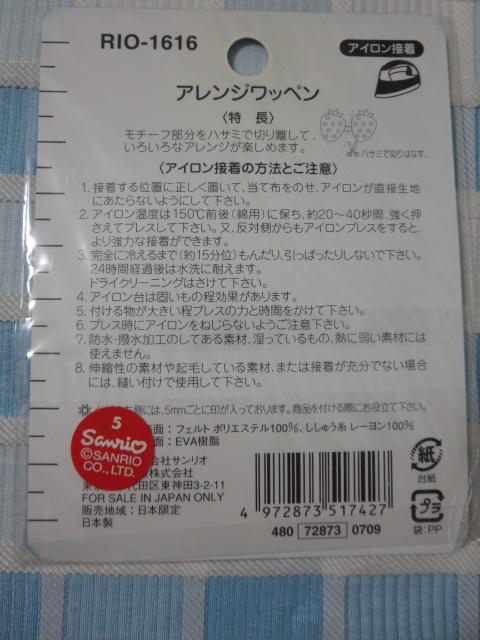 RIO-1616
アイロン接着
アレンジワッペン
〈特 長〉
モチーフ部分をハサミで切り離して、
いろいろなアレンジが楽しめます。
ハサミで切りはなす。
〈アイロン接着の方法とご注意〉
1. 接着する位置に正しく置いて、当て布をのせ、アイロンが直接生地
にあたらないようにして下さい。
2. アイロン温度は150℃前後(綿用)に保ち、約20〜40秒間、強く押
さえてプレスして下さい。又、反対側からもアイロンプレスをすると、
より強力な接着ができます。
3. 完全に冷えるまで(約15分位)もんだり、引っぱったりしないで下さい。
24時間経過後は水洗に耐えます。
ドライクリーニングはさけて下さい。
4. アイロン台は固いもの程効果があります。
5. 付ける物が大きい程プレスの力と時間をかけて下さい。
6. プレス時にアイロンをねじらないようご注意下さい。
7. 防水・撥水加工のしてある素材、湿っているもの、熱に弱い素材には
使えません。
8. 伸縮性の素材や起毛している素材、または接着が充分でない場合
には、縫い付けて使用して下さい。
には、5mmごとに印が入っております。商品を付ける際にお役立て下さい。
面:フェルト ポリエステル100%、ししゅう糸 レーヨン100%
面:EVA樹脂
5
Sanrio
©SANRIO
CO., LTD.
会社サンリオ
代田区東神田3-2-11
FOR SALE IN JAPAN ONLY
販売地域:日本限定
日本製
4 972873 517427
480 72873 0709
紙
台紙
プラ
袋:PP